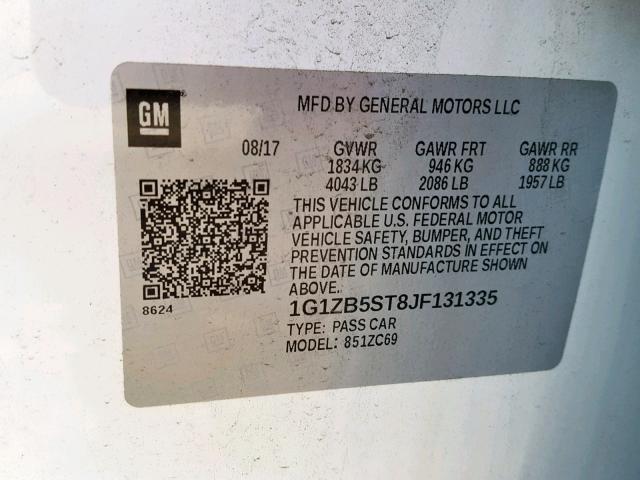 GM
MFD BY GENERAL MOTORS LLC
08/17 GVWR GAWR FRT GAWR RR
1834 KG 946 KG 888 KG
4043 LB 2086 LB 1957 LB
THIS VEHICLE CONFORMS TO ALL
APPLICABLE U.S. FEDERAL MOTOR
VEHICLE SAFETY, BUMPER, AND THEFT
PREVENTION STANDARDS IN EFFECT ON
THE DATE OF MANUFACTURE SHOWN
ABOVE.
8624
1G1ZB5ST8JF131335
TYPE: PASS CAR
MODEL: 851ZC69